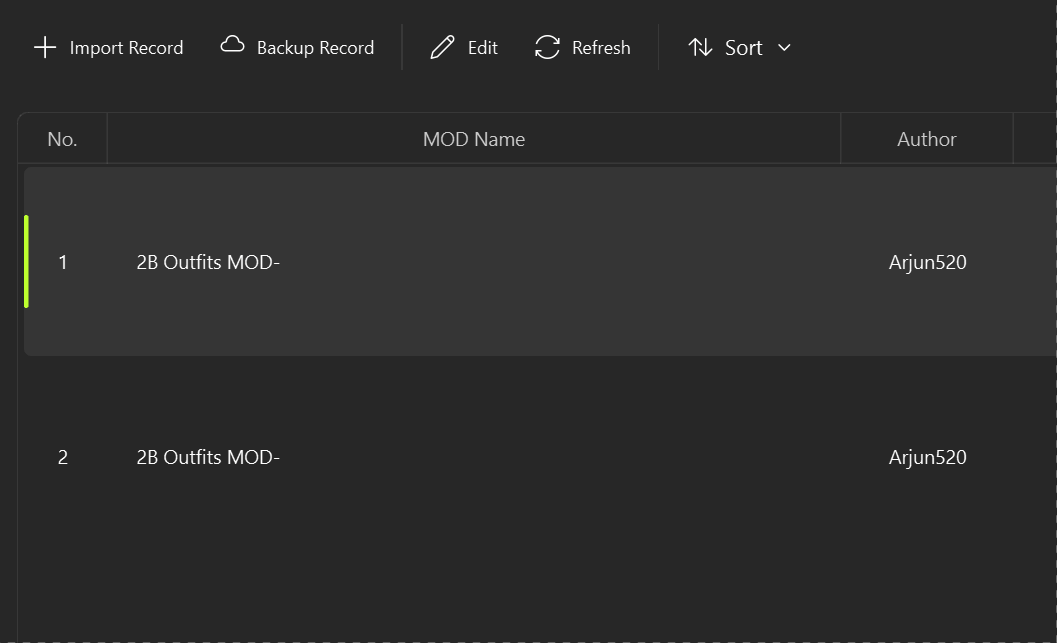 Import Record Backup Record Edit Refresh Sort
No. MOD Name Author
1 2B Outfits MOD- Arjun520
2 2B Outfits MOD- Arjun520